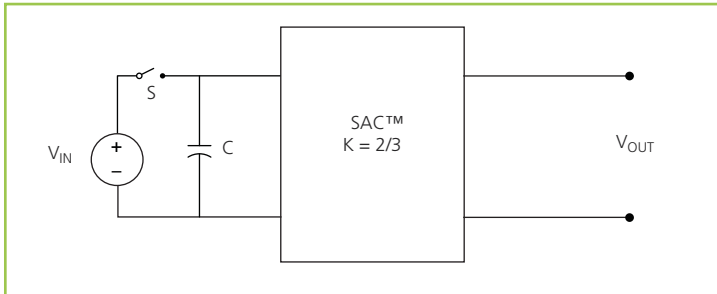 S
V_IN
+
−
C
SAC™
K = 2/3
V_OUT